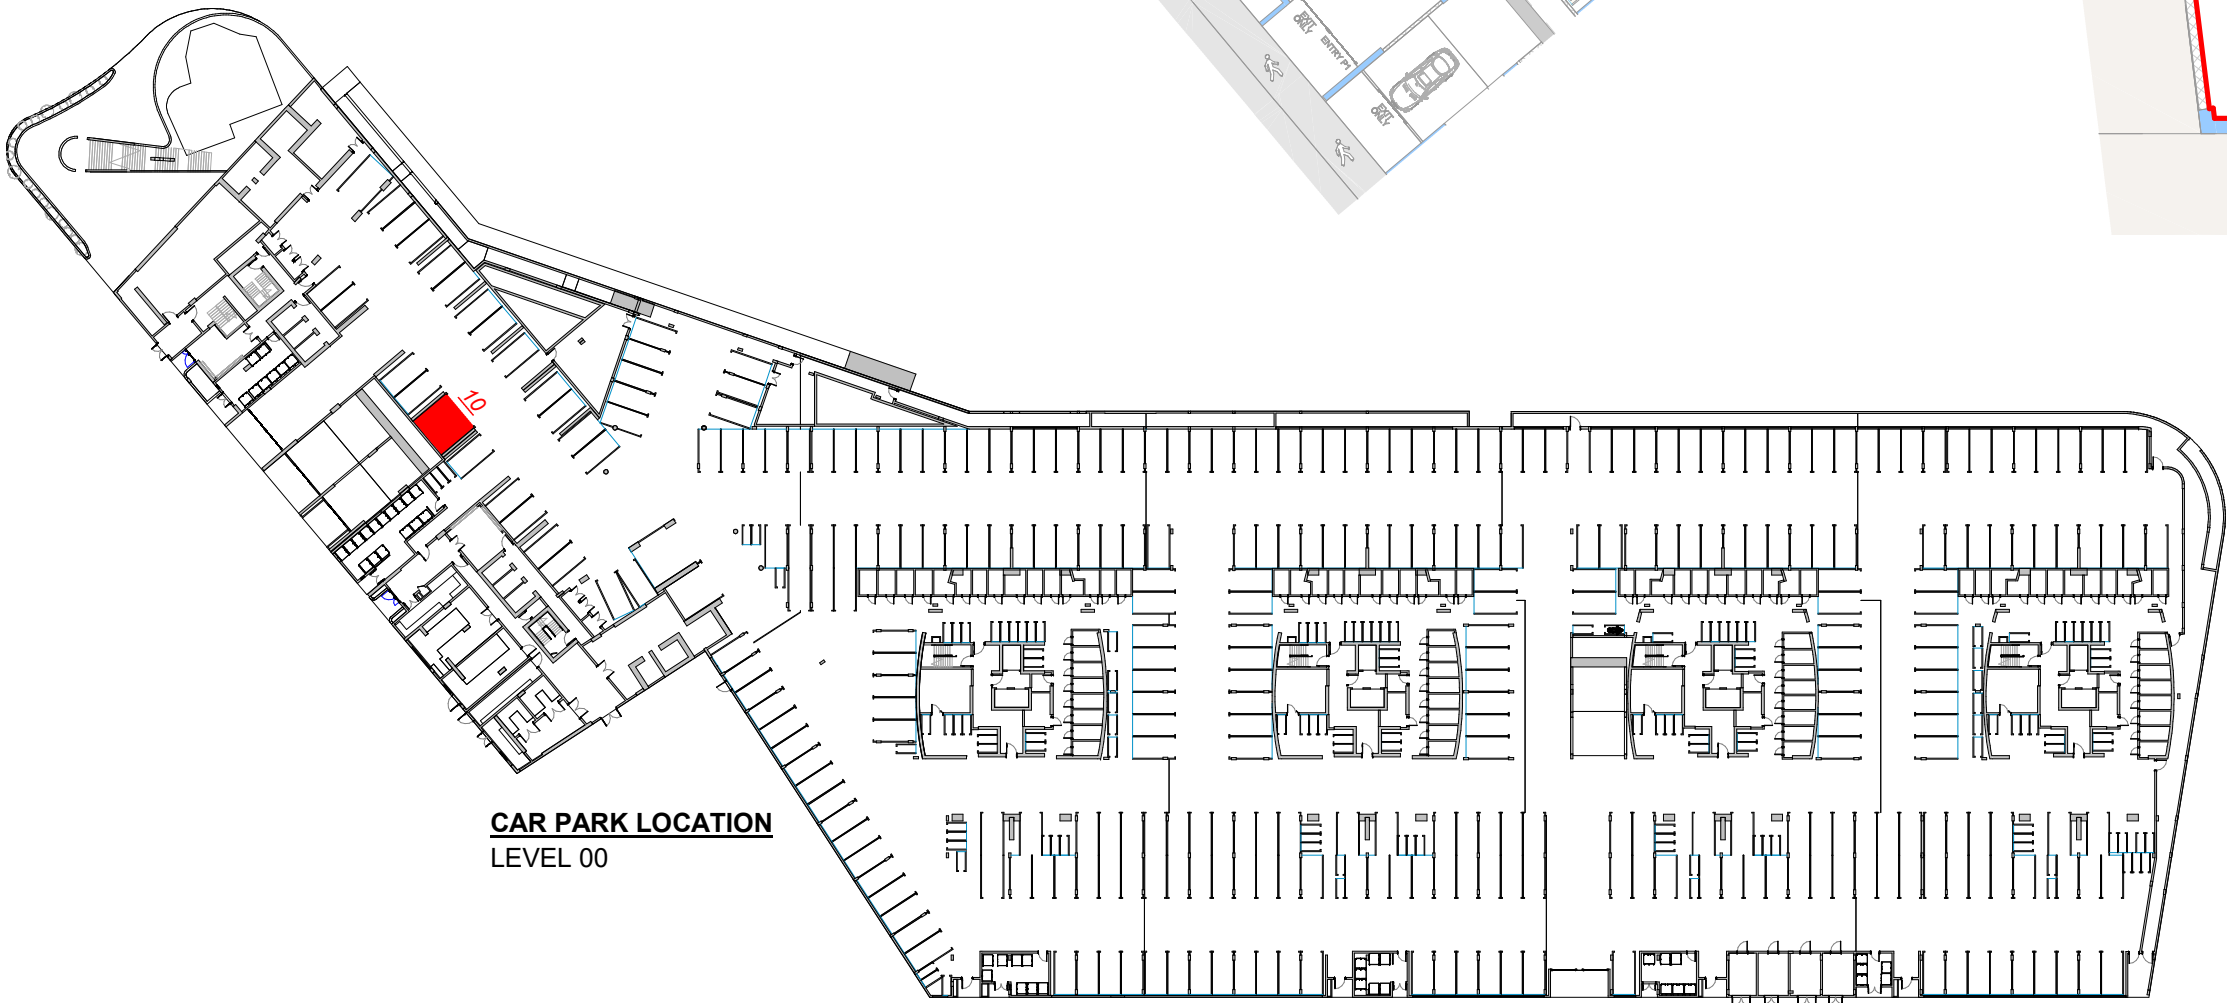 EXIT
ONLY
ENTRY P1
EXIT
ONLY
10
CAR PARK LOCATION
LEVEL 00